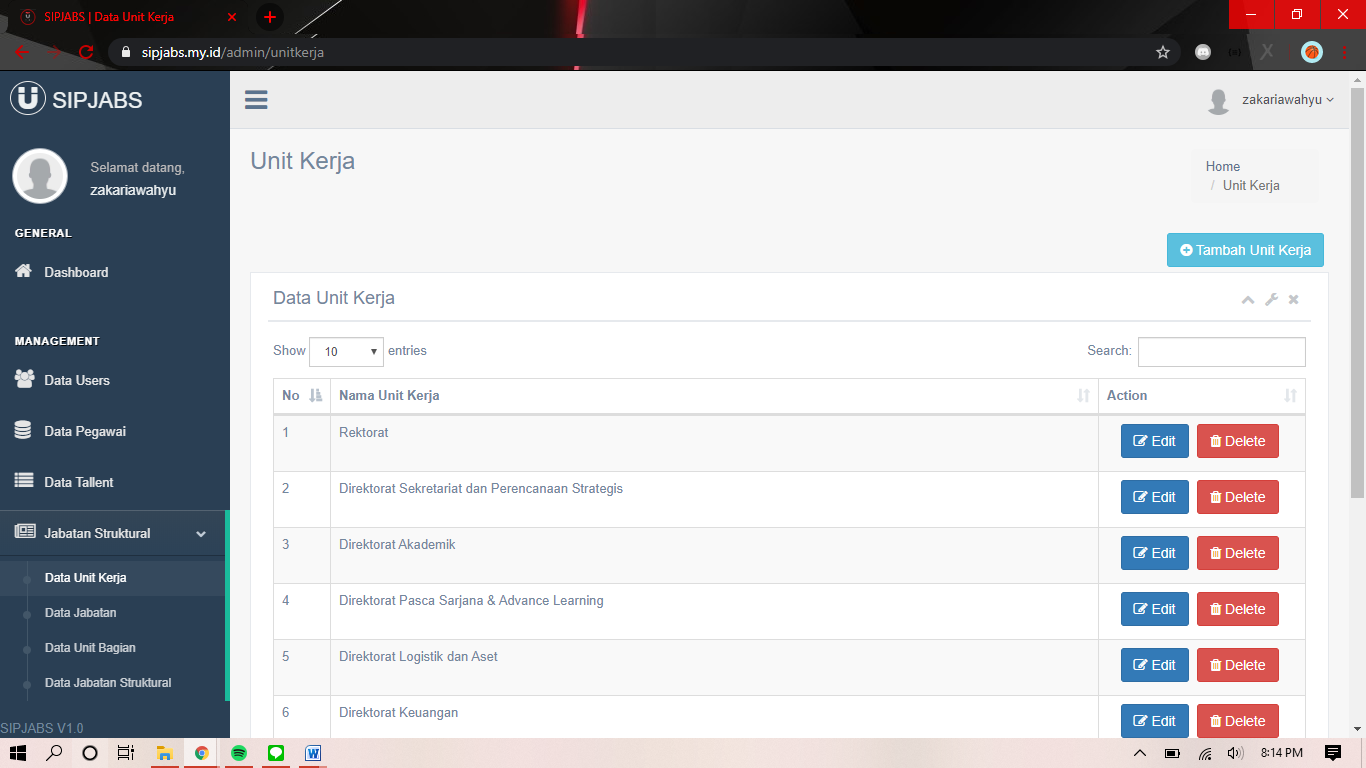 SIPJABS | Data Unit Kerja
sipjabs.my.id/admin/unitkerja
SIPJABS
zakariawahyu
Selamat datang,
zakariawahyu
GENERAL
Dashboard
MANAGEMENT
Data Users
Data Pegawai
Data Tallent
Jabatan Struktural
Data Unit Kerja
Data Jabatan
Data Unit Bagian
Data Jabatan Struktural
SIPJABS V1.0
Unit Kerja
Home
/ Unit Kerja
Tambah Unit Kerja
Data Unit Kerja
Show 10 entries
Search:
No Nama Unit Kerja Action
1 Rektorat Edit Delete
2 Direktorat Sekretariat dan Perencanaan Strategis Edit Delete
3 Direktorat Akademik Edit Delete
4 Direktorat Pasca Sarjana & Advance Learning Edit Delete
5 Direktorat Logistik dan Aset Edit Delete
6 Direktorat Keuangan Edit Delete
8:14 PM